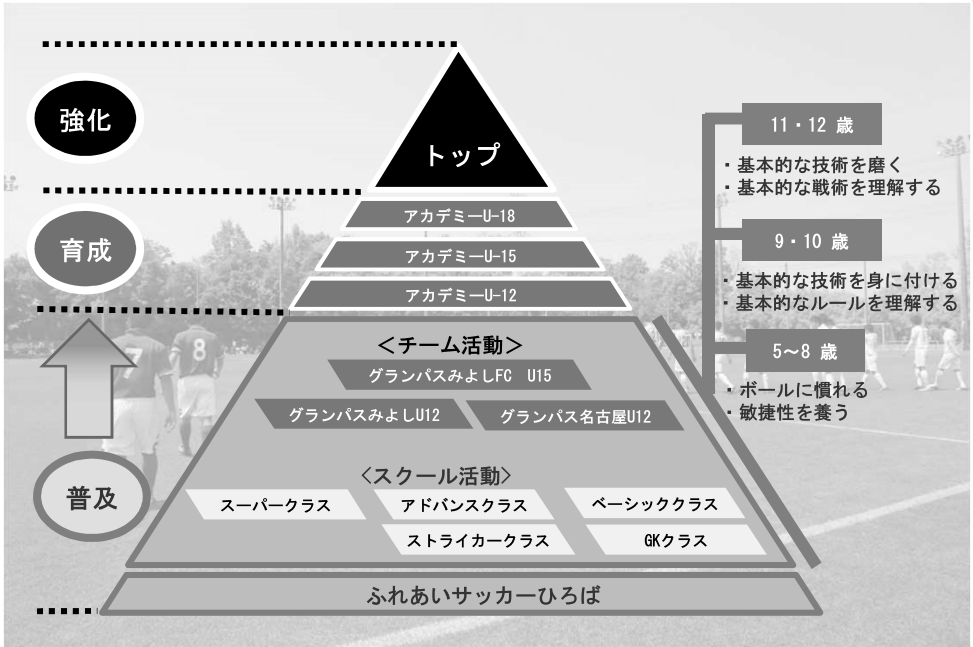 強化
トップ
育成
アカデミーU-18
アカデミーU-15
アカデミーU-12
<チーム活動>
グランパスみよしFC U15
グランパスみよしU12
グランパス名古屋U12
普及
<スクール活動>
スーパークラス
アドバンスクラス
ベーシッククラス
ストライカークラス
GKクラス
ふれあいサッカーひろば
11・12 歳
・基本的な技術を磨く
・基本的な戦術を理解する
9・10 歳
・基本的な技術を身に付ける
・基本的なルールを理解する
5～8 歳
・ボールに慣れる
・敏捷性を養う
7
8